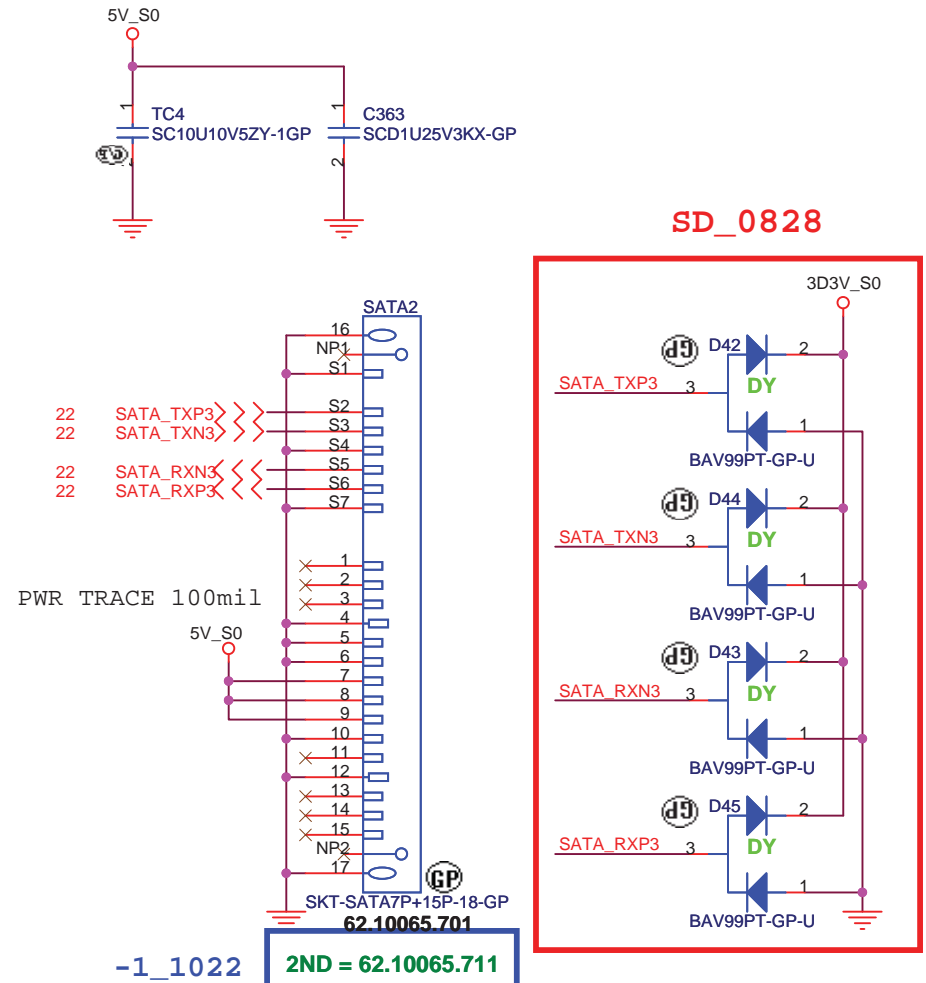 5V_S0
1
TC4
SC10U10V5ZY-1GP
2
1
C363
SCD1U25V3KX-GP
2
SD_0828
3D3V_S0
SATA2
16
NP1
S1
22 SATA_TXP3 S2
22 SATA_TXN3 S3
S4
22 SATA_RXN3 S5
22 SATA_RXP3 S6
S7
1
2
3
PWR TRACE 100mil
4
5V_S0
5
6
7
8
9
10
11
12
13
14
15
NP2
17
GP
SKT-SATA7P+15P-18-GP
62.10065.701
-1_1022
2ND = 62.10065.711
GP
D42
2
SATA_TXP3 3
DY
1
BAV99PT-GP-U
GP
D44
2
SATA_TXN3 3
DY
1
BAV99PT-GP-U
GP
D43
2
SATA_RXN3 3
DY
1
BAV99PT-GP-U
GP
D45
2
SATA_RXP3 3
DY
1
BAV99PT-GP-U